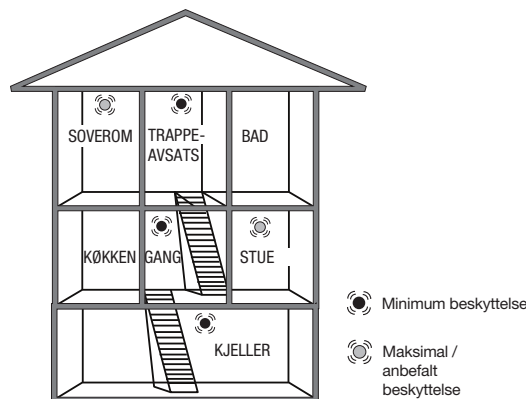 SOVEROM
TRAPPE-
AVSATS
BAD
KØKKEN
GANG
STUE
KJELLER
Minimum beskyttelse
Maksimal /
anbefalt
beskyttelse